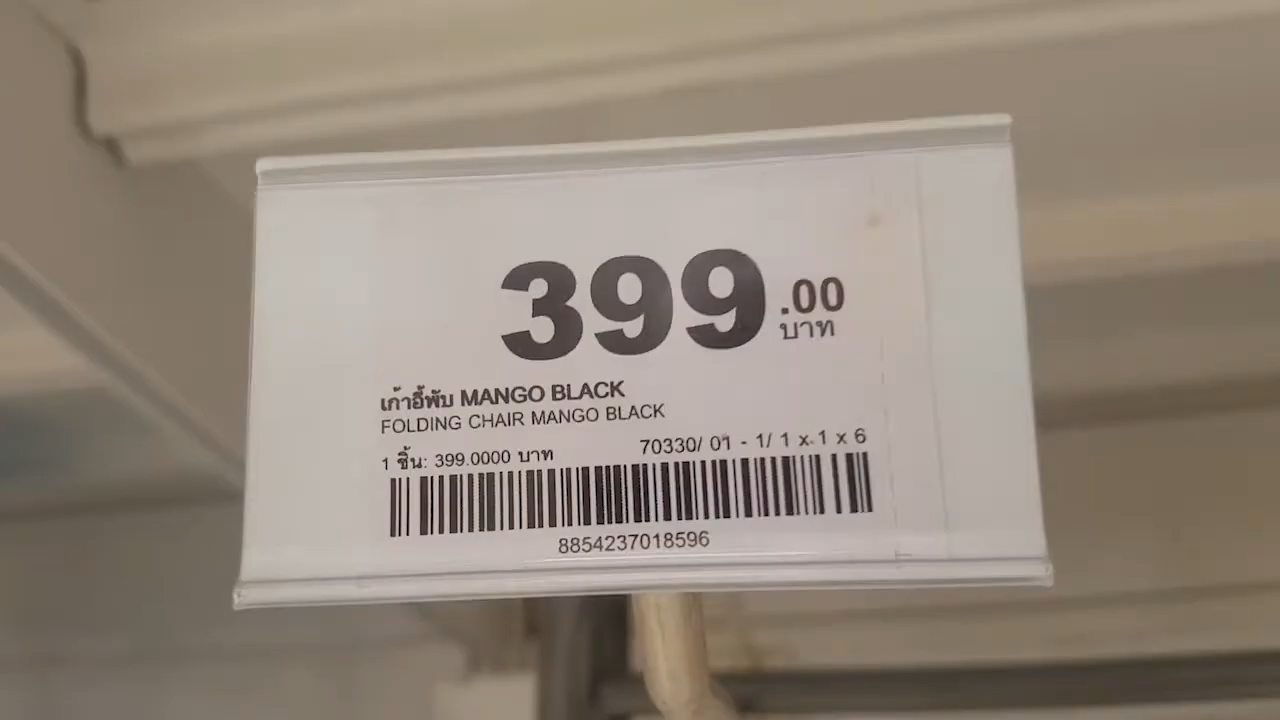 399.00
บาท
เก้าอี้พับ MANGO BLACK
FOLDING CHAIR MANGO BLACK
1 ชิ้น: 399.0000 บาท 70330/ 01 - 1/ 1 x 1 x 6
8854237018596